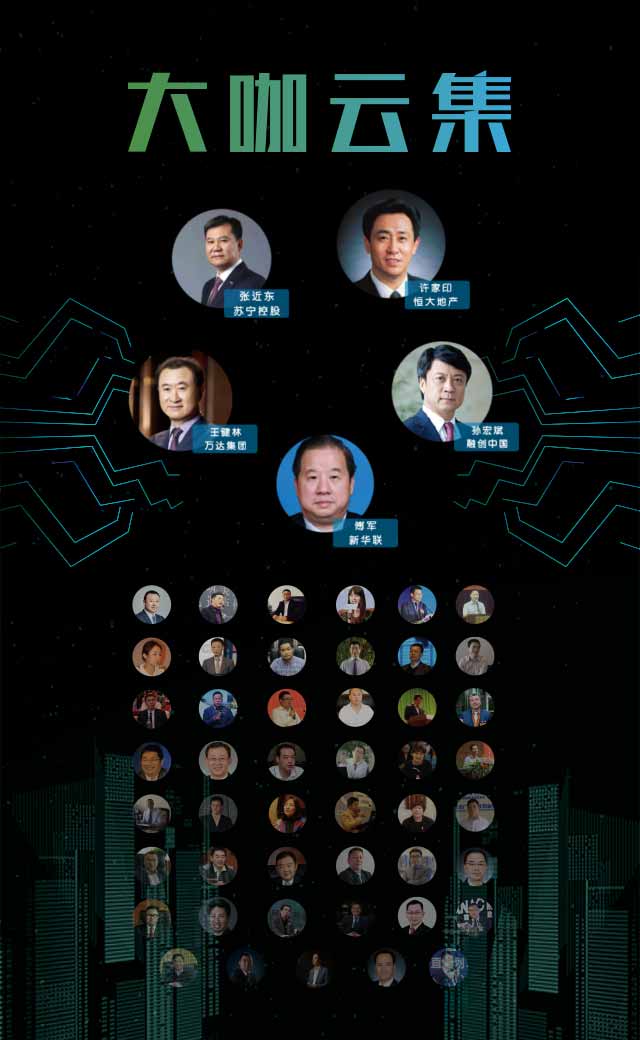 大咖云集
张近东
苏宁控股
许家印
恒大地产
王健林
万达集团
孙宏斌
融创中国
傅军
新华联